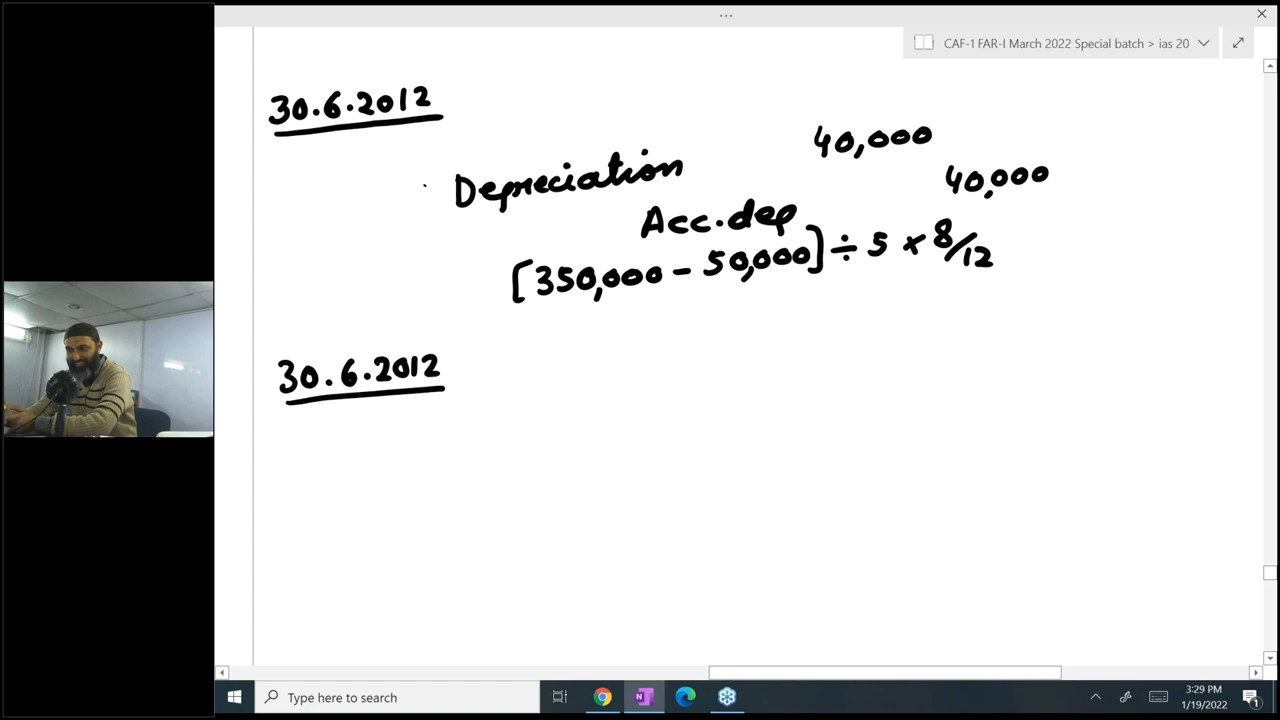 CAF-1 FAR-I March 2022 Special batch > ias 20
30.6.2012
Depreciation 40,000
Acc.dep 40,000
[350,000 - 50,000] ÷ 5 × 8/12
30.6.2012
Type here to search
3:29 PM
1/19/2022
1